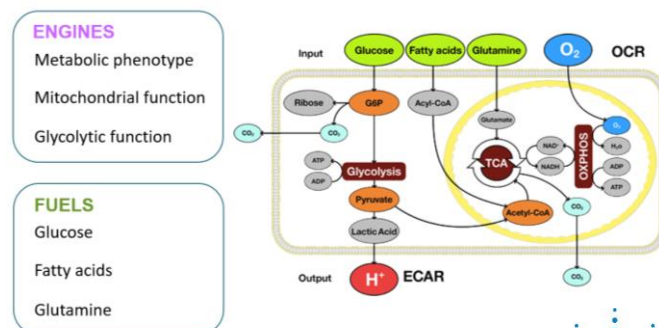 ENGINES
Metabolic phenotype
Mitochondrial function
Glycolytic function
FUELS
Glucose
Fatty acids
Glutamine
Input
Glucose
Fatty acids
Glutamine
O₂
OCR
Ribose
G6P
Acyl-CoA
CO₂
CO₂
Glutamate
O₂
NAD⁺
H₂O
ATP
ADP
Glycolysis
TCA
NADH
OXPHOS
ADP
ATP
Pyruvate
Acetyl-CoA
CO₂
Lactic Acid
Output
H⁺
ECAR
CO₂